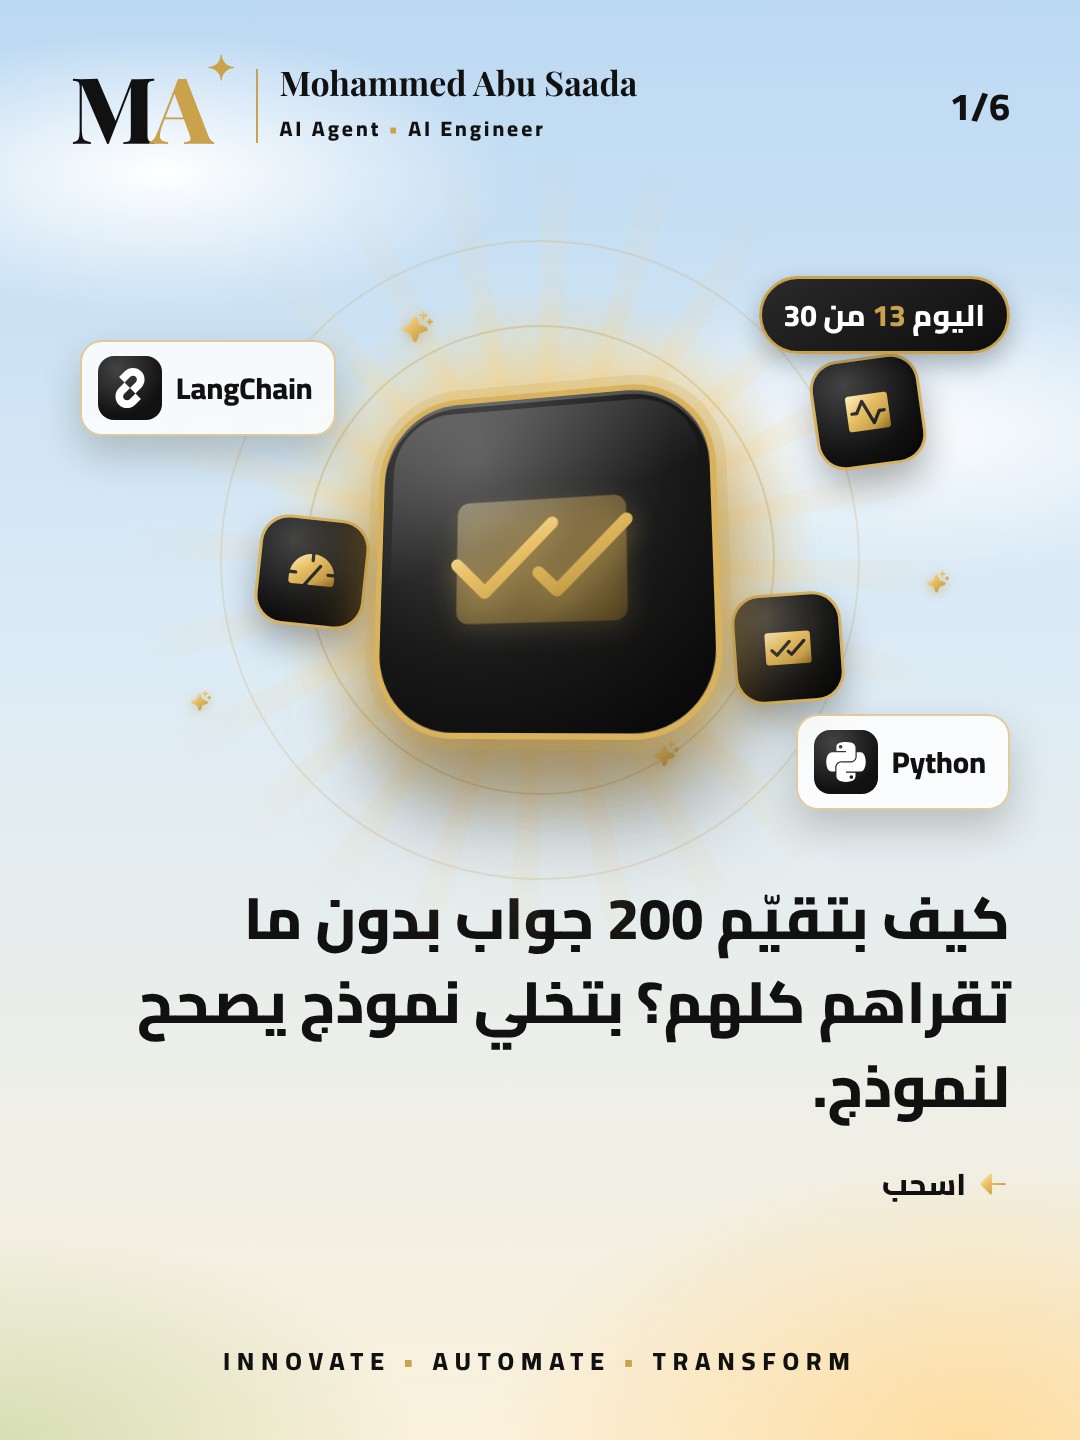 MA
Mohammed Abu Saada
AI Agent ▪ AI Engineer
1/6
اليوم 13 من 30
LangChain
Python
كيف بتقيّم 200 جواب بدون ما
تقراهم كلهم؟ بتخلي نموذج يصحح
لنموذج.
اسحب
INNOVATE ▪ AUTOMATE ▪ TRANSFORM